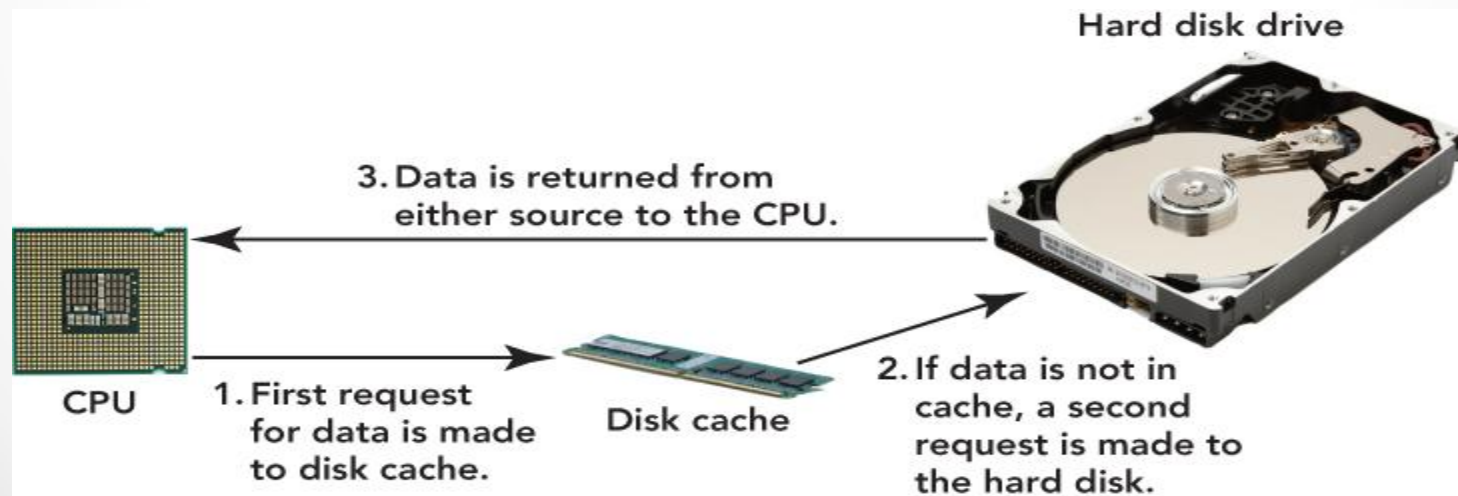 Hard disk drive
3. Data is returned from
either source to the CPU.
CPU
1. First request
for data is made
to disk cache.
Disk cache
2. If data is not in
cache, a second
request is made to
the hard disk.